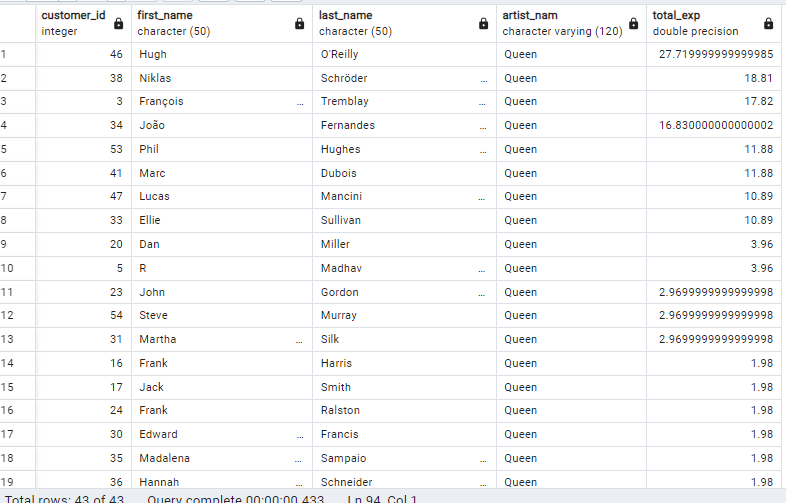 customer_id first_name last_name artist_nam total_exp
integer character (50) character (50) character varying (120) double precision
1 46 Hugh O'Reilly Queen 27.719999999999985
2 38 Niklas Schröder ... Queen 18.81
3 3 François ... Tremblay ... Queen 17.82
4 34 João Fernandes ... Queen 16.830000000000002
5 53 Phil Hughes ... Queen 11.88
6 41 Marc Dubois Queen 11.88
7 47 Lucas Mancini ... Queen 10.89
8 33 Ellie Sullivan Queen 10.89
9 20 Dan Miller Queen 3.96
10 5 R Madhav ... Queen 3.96
11 23 John Gordon ... Queen 2.9699999999999998
12 54 Steve Murray Queen 2.9699999999999998
13 31 Martha ... Silk Queen 2.9699999999999998
14 16 Frank Harris Queen 1.98
15 17 Jack Smith Queen 1.98
16 24 Frank Ralston Queen 1.98
17 30 Edward ... Francis Queen 1.98
18 35 Madalena ... Sampaio ... Queen 1.98
19 36 Hannah ... Schneider ... Queen 1.98
Total rows: 43 of 43 Query complete 00:00:00.433 Ln 94, Col 1